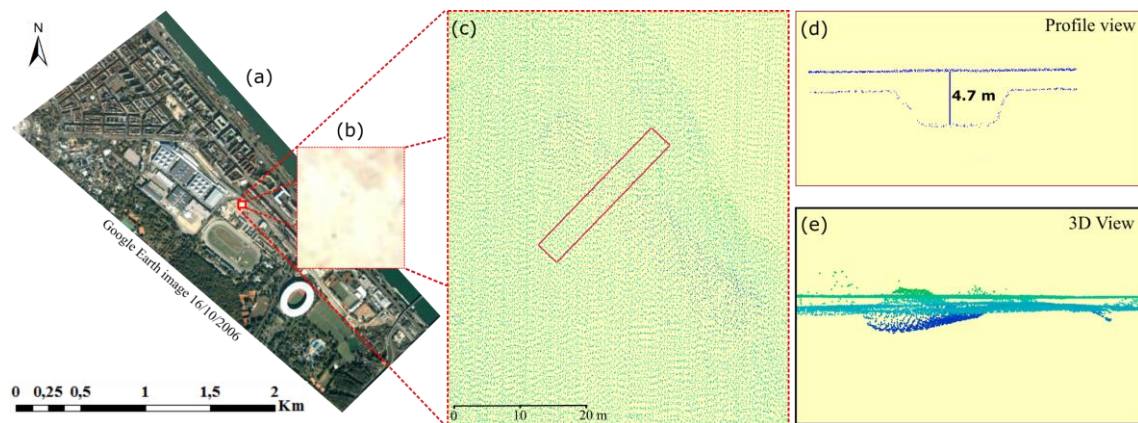 N
(a)
(b)
Google Earth image 16/10/2006
0 0,25 0,5 1 1,5 2
Km
(c)
0 10 20 m
(d)
Profile view
4.7 m
(e)
3D View